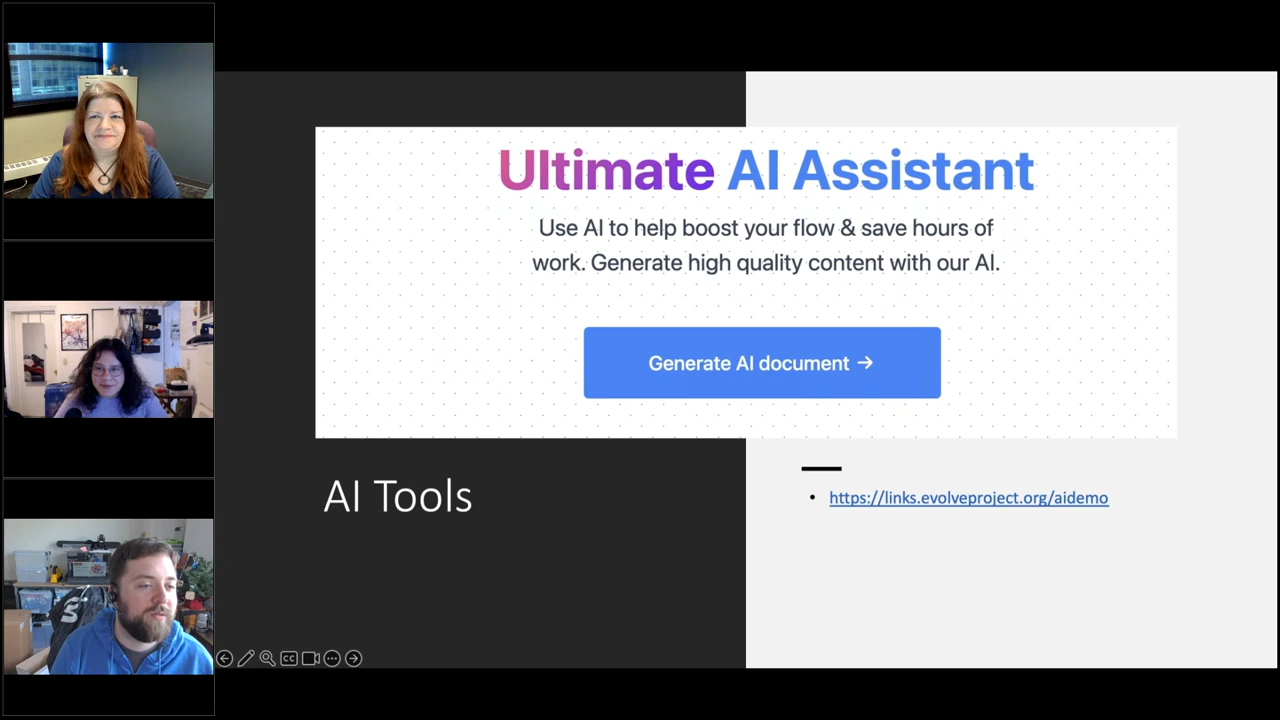 Ultimate AI Assistant
Use AI to help boost your flow & save hours of
work. Generate high quality content with our AI.
Generate AI document →
AI Tools
• https://links.evolveproject.org/aidemo
CC